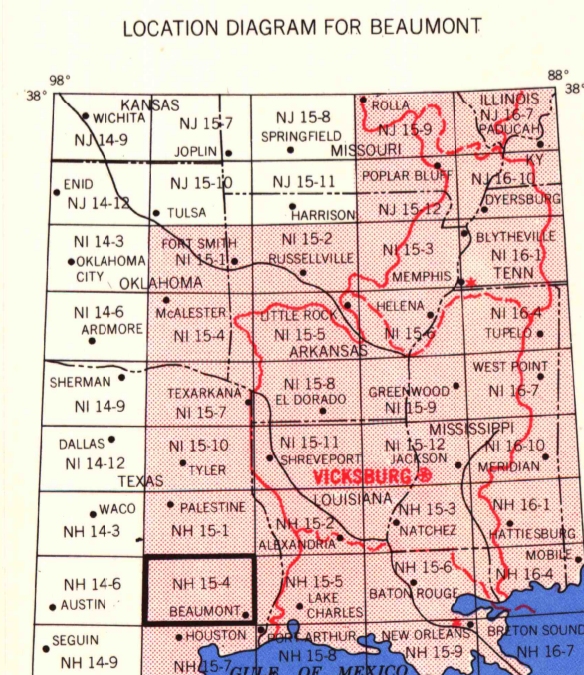 LOCATION DIAGRAM FOR BEAUMONT
98°
88°
38°
38°
KANSAS
WICHITA
NJ 14-9
NJ 15-7
JOPLIN
NJ 15-8
SPRINGFIELD
MISSOURI
ROLLA
NJ 15-9
ILLINOIS
NJ 16-7
PADUCAH
KY
ENID
NJ 14-12
NJ 15-10
TULSA
NJ 15-11
HARRISON
POPLAR BLUFF
NJ 15-12
NJ 16-10
DYERSBURG
NI 14-3
OKLAHOMA
CITY
FORT SMITH
NI 15-1
OKLAHOMA
NI 15-2
RUSSELLVILLE
NI 15-3
MEMPHIS
BLYTHEVILLE
NI 16-1
TENN
NI 14-6
ARDMORE
McALESTER
NI 15-4
LITTLE ROCK
NI 15-5
ARKANSAS
HELENA
NI 15-6
NI 16-4
TUPELO
SHERMAN
NI 14-9
TEXARKANA
NI 15-7
NI 15-8
EL DORADO
GREENWOOD
NI 15-9
WEST POINT
NI 16-7
MISSISSIPPI
DALLAS
NI 14-12
TEXAS
NI 15-10
TYLER
NI 15-11
SHREVEPORT
NI 15-12
JACKSON
NI 16-10
MERIDIAN
VICKSBURG
LOUISIANA
WACO
NH 14-3
PALESTINE
NH 15-1
NH 15-2
ALEXANDRIA
NH 15-3
NATCHEZ
NH 16-1
HATTIESBURG
NH 14-6
AUSTIN
NH 15-4
BEAUMONT
NH 15-5
LAKE
CHARLES
NH 15-6
BATON ROUGE
MOBILE
NH 16-4
SEGUIN
NH 14-9
HOUSTON
NH 15-7
PORT ARTHUR
NH 15-8
NEW ORLEANS
NH 15-9
BRETON SOUND
NH 16-7
GULF OF MEXICO